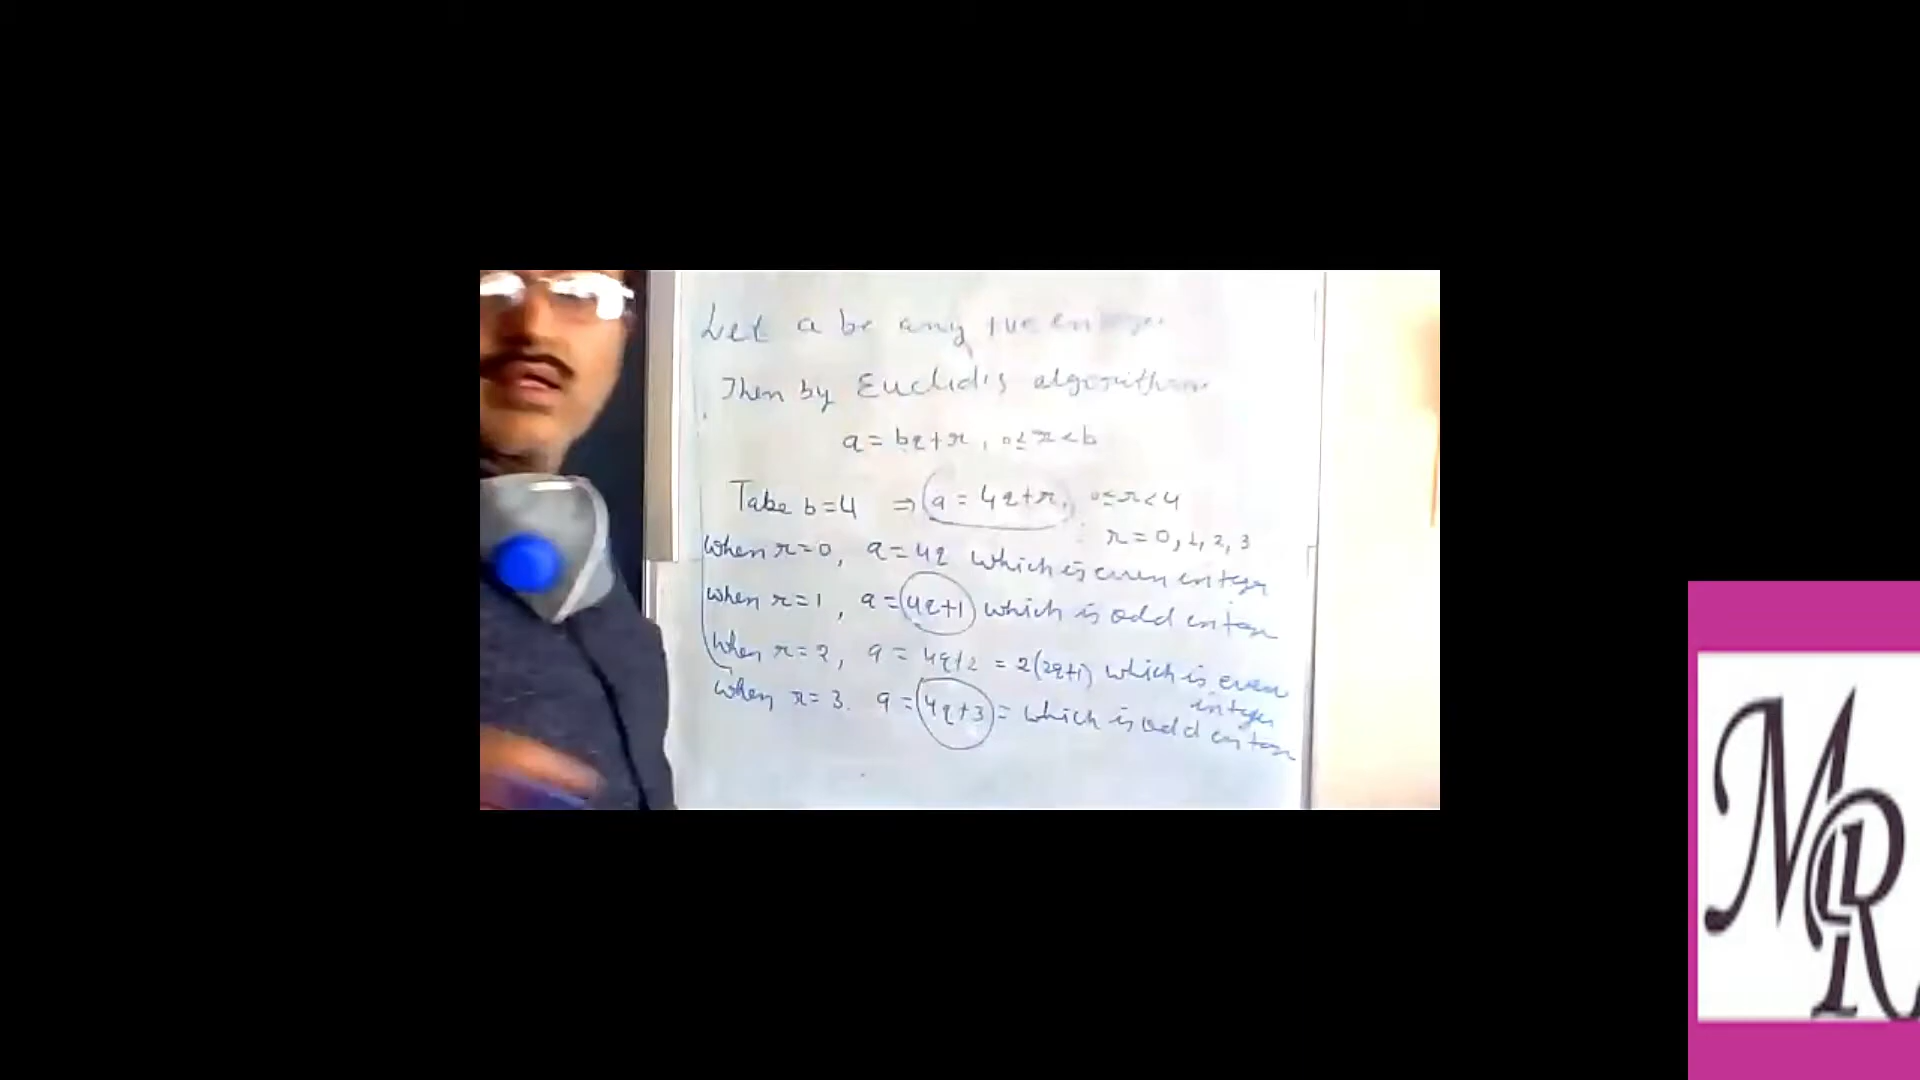 Let a be any +ve
Then by Euclid's algorithm
a = bq+r, 0≤r<b
Take b=4 ⇒ a = 4q+r, 0≤r<4
r = 0, 1, 2, 3
When r=0, a=4q which is even integer
when r=1, a=4q+1 which is odd integer
When r=2, a = 4q+2 = 2(2q+1) which is even
integer
when r=3. a = 4q+3 = which is odd integer
MR